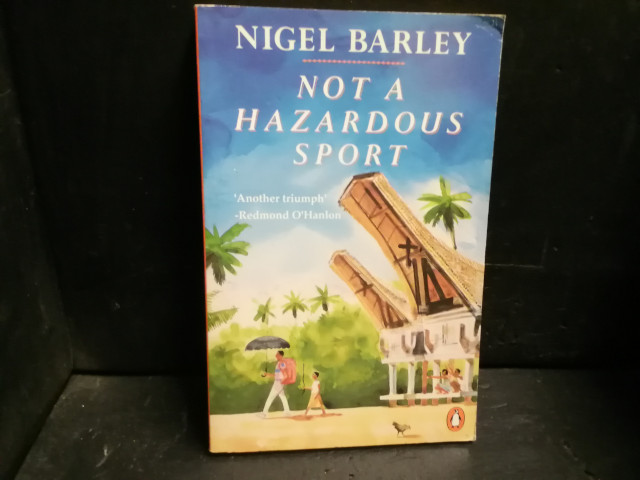 NIGEL BARLEY
NOT A
HAZARDOUS
SPORT
'Another triumph'
-Redmond O'Hanlon